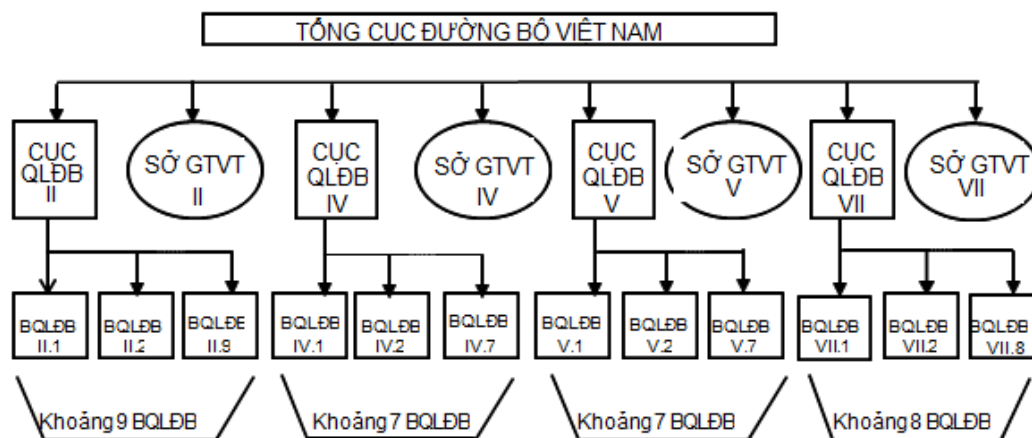 TỔNG CỤC ĐƯỜNG BỘ VIỆT NAM
CỤC
QLĐB
II
SỞ GTVT
II
CỤC
QLĐB
IV
SỞ GTVT
IV
CỤC
QLĐB
V
SỞ GTVT
V
CỤC
QLĐB
VII
SỞ GTVT
VII
BQLĐB
II.1
BQLĐB
II.2
BQLĐE
II.9
BQLĐB
IV.1
BQLĐB
IV.2
BQLĐB
IV.7
BQLĐB
V.1
BQLĐB
V.2
BQLĐB
V.7
BQLĐB
VII.1
BQLĐB
VII.2
BQLĐB
VII.8
Khoảng 9 BQLĐB
Khoảng 7 BQLĐB
Khoảng 7 BQLĐB
Khoảng 8 BQLĐB